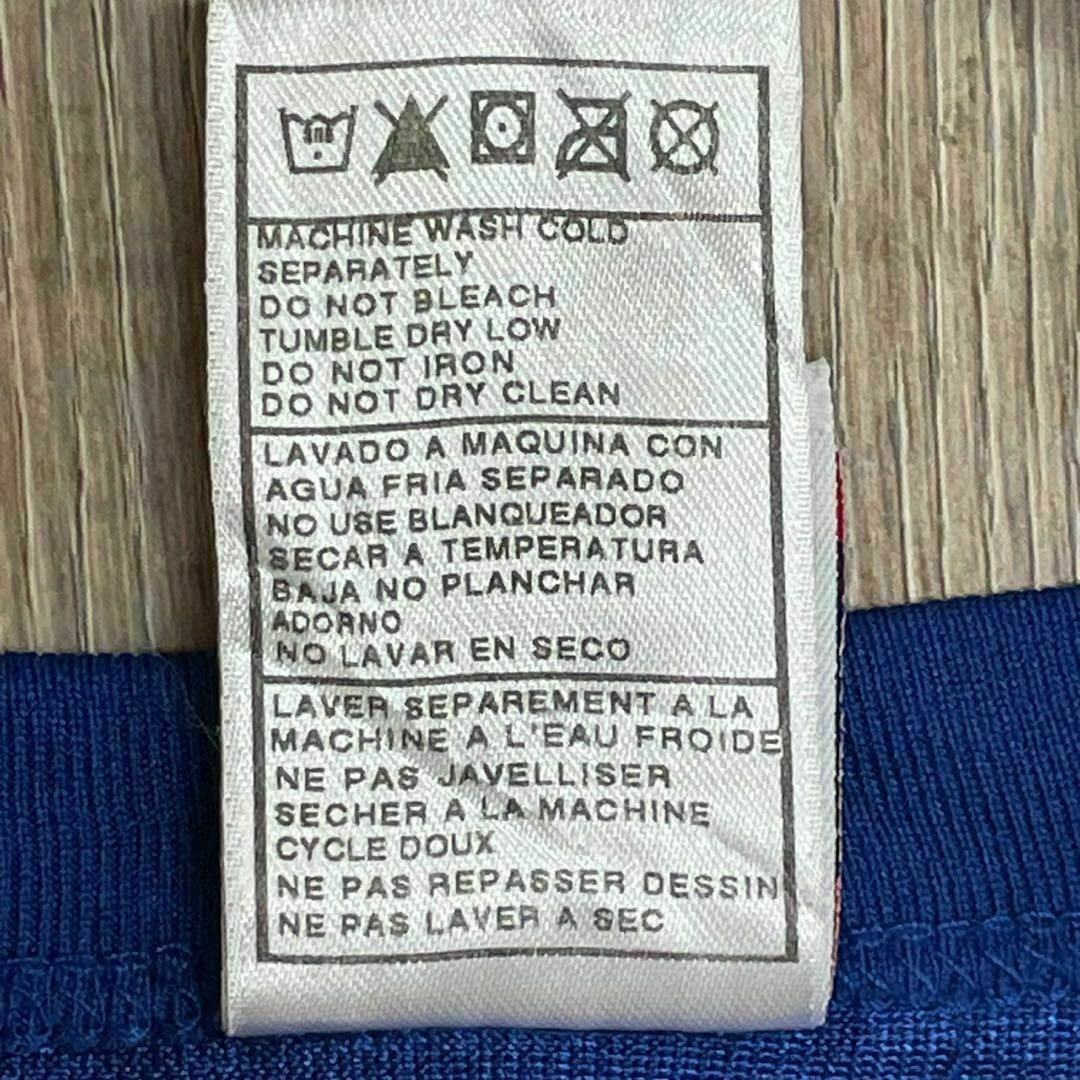 MACHINE WASH COLD
SEPARATELY
DO NOT BLEACH
TUMBLE DRY LOW
DO NOT IRON
DO NOT DRY CLEAN
LAVADO A MAQUINA CON
AGUA FRIA SEPARADO
NO USE BLANQUEADOR
SECAR A TEMPERATURA
BAJA NO PLANCHAR
ADORNO
NO LAVAR EN SECO
LAVER SEPAREMENT A LA
MACHINE A L'EAU FROIDE
NE PAS JAVELLISER
SECHER A LA MACHINE
CYCLE DOUX
NE PAS REPASSER DESSIN
NE PAS LAVER A SEC